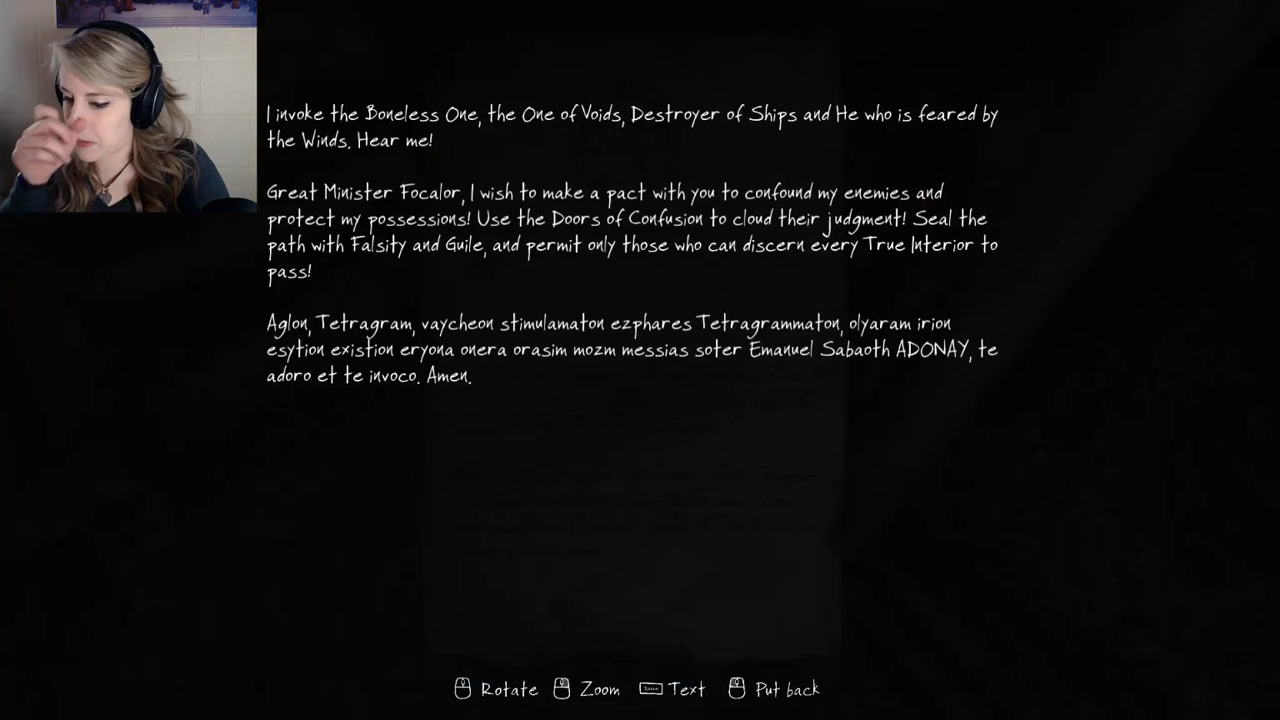 I invoke the Boneless One, the One of Voids, Destroyer of Ships and He who is feared by
the Winds. Hear me!
Great Minister Focalor, I wish to make a pact with you to confound my enemies and
protect my possessions! Use the Doors of Confusion to cloud their judgment! Seal the
path with Falsity and Guile, and permit only those who can discern every True Interior to
pass!
Aglon, Tetragram, vaycheon stimulamaton ezphares Tetragrammaton, olyaram irion
esytion existion eryona onera orasim mozm messias soter Emanuel Sabaoth ADONAY, te
adoro et te invoco. Amen.
Rotate Zoom Text Put back